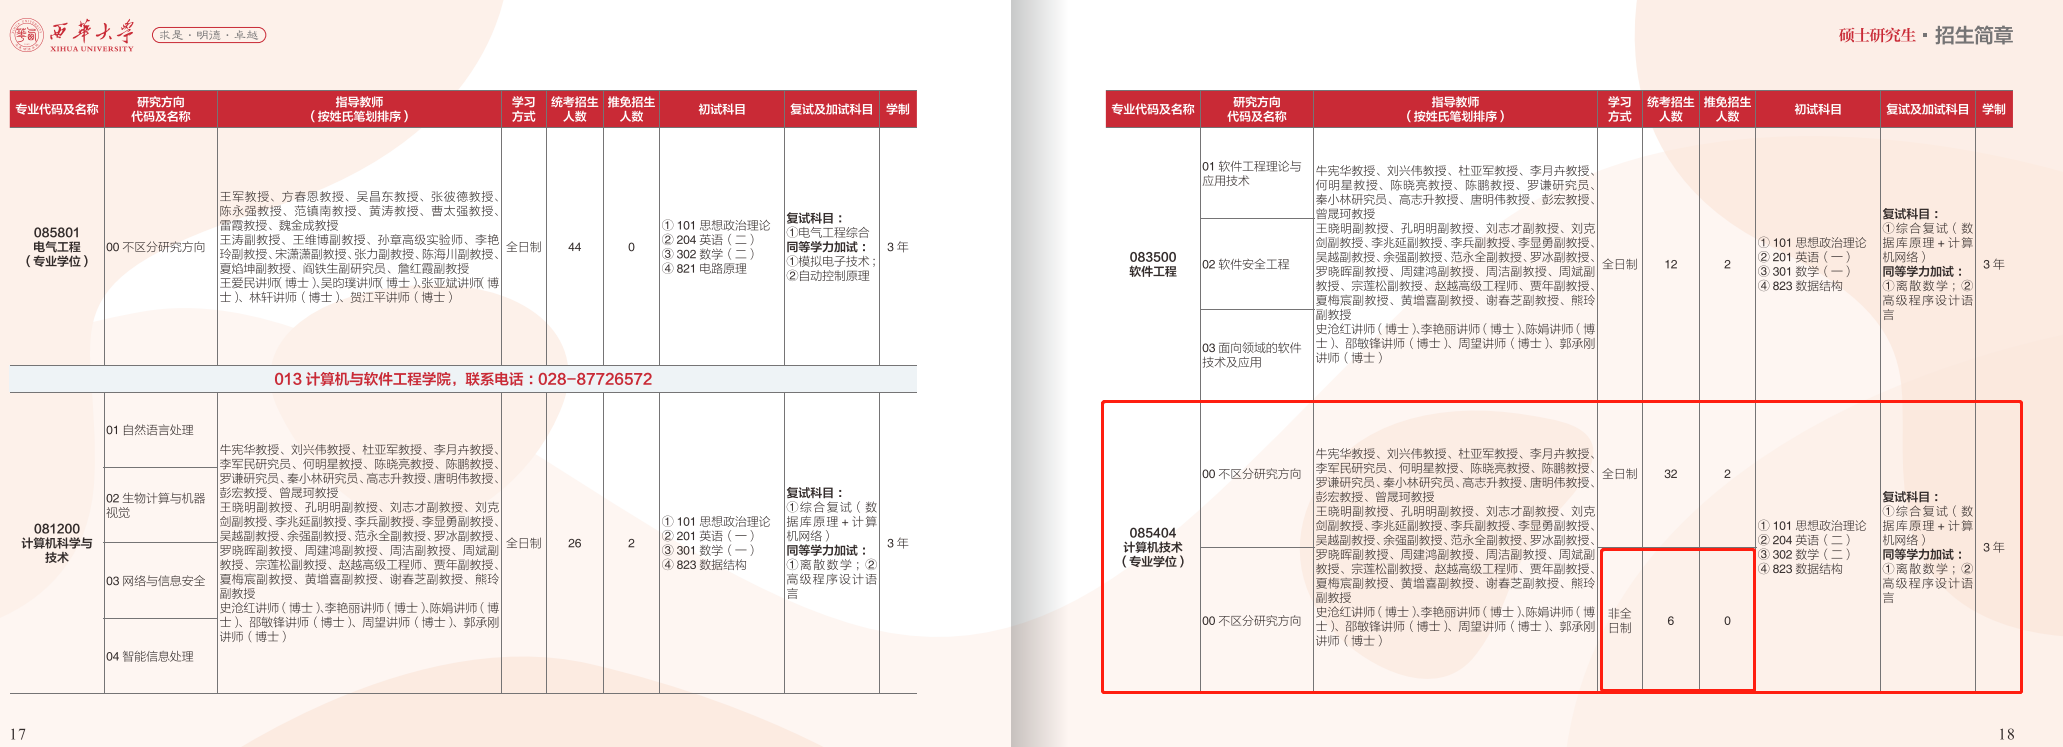 西华大学
XIHUA UNIVERSITY
求是·明德·卓越
专业代码及名称
研究方向
代码及名称
指导教师
（按姓氏笔划排序）
学习
方式
统考招生
人数
推免招生
人数
初试科目
复试及加试科目
学制
085801
电气工程
（专业学位）
00 不区分研究方向
王军教授、方春恩教授、吴昌东教授、张彼德教授、
陈永强教授、范镇南教授、黄涛教授、曹太强教授、
雷霞教授、魏金成教授
王涛副教授、王维博副教授、孙章高级实验师、李艳
玲副教授、宋潇潇副教授、张力副教授、陈海川副教授、
夏焰坤副教授、阎铁生副研究员、詹红霞副教授
王爱民讲师（博士）、吴昀璞讲师（博士）、张亚斌讲师（博
士）、林轩讲师（博士）、贺江平讲师（博士）
全日制
44
0
① 101 思想政治理论
② 204 英语（二）
③ 302 数学（二）
④ 821 电路原理
复试科目：
①电气工程综合
同等学力加试：
①模拟电子技术；
②自动控制原理
3 年
013 计算机与软件工程学院，联系电话：028-87726572
081200
计算机科学与
技术
01 自然语言处理
02 生物计算与机器
视觉
03 网络与信息安全
04 智能信息处理
牛宪华教授、刘兴伟教授、杜亚军教授、李月卉教授、
李军民研究员、何明星教授、陈晓亮教授、陈鹏教授、
罗谦研究员、秦小林研究员、高志升教授、唐明伟教授、
彭宏教授、曾晟珂教授
王晓明副教授、孔明明副教授、刘志才副教授、刘克
剑副教授、李兆延副教授、李兵副教授、李显勇副教授、
吴越副教授、余强副教授、范永全副教授、罗冰副教授、
罗晓晖副教授、周建鸿副教授、周洁副教授、周斌副
教授、宗莲松副教授、赵越高级工程师、贾年副教授、
夏梅宸副教授、黄增喜副教授、谢春芝副教授、熊玲
副教授
史沧红讲师（博士）、李艳丽讲师（博士）、陈娟讲师（博
士）、邵敏锋讲师（博士）、周望讲师（博士）、郭承刚
讲师（博士）
全日制
26
2
① 101 思想政治理论
② 201 英语（一）
③ 301 数学（一）
④ 823 数据结构
复试科目：
①综合复试（数
据库原理 + 计算
机网络）
同等学力加试：
①离散数学；②
高级程序设计语
言
3 年
17
硕士研究生·招生简章
专业代码及名称
研究方向
代码及名称
指导教师
（按姓氏笔划排序）
学习
方式
统考招生
人数
推免招生
人数
初试科目
复试及加试科目
学制
083500
软件工程
01 软件工程理论与
应用技术
02 软件安全工程
03 面向领域的软件
技术及应用
牛宪华教授、刘兴伟教授、杜亚军教授、李月卉教授、
何明星教授、陈晓亮教授、陈鹏教授、罗谦研究员、
秦小林研究员、高志升教授、唐明伟教授、彭宏教授、
曾晟珂教授
王晓明副教授、孔明明副教授、刘志才副教授、刘克
剑副教授、李兆延副教授、李兵副教授、李显勇副教授、
吴越副教授、余强副教授、范永全副教授、罗冰副教授、
罗晓晖副教授、周建鸿副教授、周洁副教授、周斌副
教授、宗莲松副教授、赵越高级工程师、贾年副教授、
夏梅宸副教授、黄增喜副教授、谢春芝副教授、熊玲
副教授
史沧红讲师（博士）、李艳丽讲师（博士）、陈娟讲师（博
士）、邵敏锋讲师（博士）、周望讲师（博士）、郭承刚
讲师（博士）
全日制
12
2
① 101 思想政治理论
② 201 英语（一）
③ 301 数学（一）
④ 823 数据结构
复试科目：
①综合复试（数
据库原理 + 计算
机网络）
同等学力加试：
①离散数学；②
高级程序设计语
言
3 年
085404
计算机技术
（专业学位）
00 不区分研究方向
00 不区分研究方向
牛宪华教授、刘兴伟教授、杜亚军教授、李月卉教授、
李军民研究员、何明星教授、陈晓亮教授、陈鹏教授、
罗谦研究员、秦小林研究员、高志升教授、唐明伟教授、
彭宏教授、曾晟珂教授
王晓明副教授、孔明明副教授、刘志才副教授、刘克
剑副教授、李兆延副教授、李兵副教授、李显勇副教授、
吴越副教授、余强副教授、范永全副教授、罗冰副教授、
罗晓晖副教授、周建鸿副教授、周洁副教授、周斌副
教授、宗莲松副教授、赵越高级工程师、贾年副教授、
夏梅宸副教授、黄增喜副教授、谢春芝副教授、熊玲
副教授
史沧红讲师（博士）、李艳丽讲师（博士）、陈娟讲师（博
士）、邵敏锋讲师（博士）、周望讲师（博士）、郭承刚
讲师（博士）
全日制
32
2
非全
日制
6
0
① 101 思想政治理论
② 204 英语（二）
③ 302 数学（二）
④ 823 数据结构
复试科目：
①综合复试（数
据库原理 + 计算
机网络）
同等学力加试：
①离散数学；②
高级程序设计语
言
3 年
18